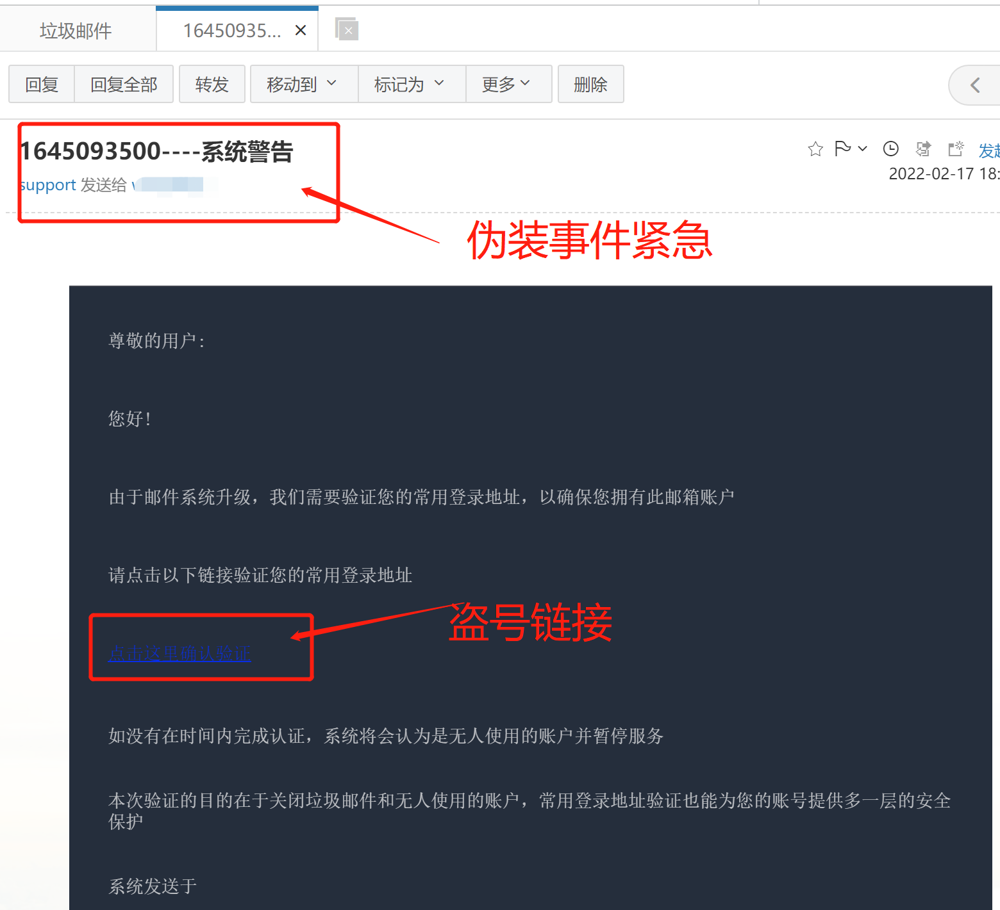 垃圾邮件
16450935...
回复
回复全部
转发
移动到
标记为
更多
删除
1645093500----系统警告
support 发送给
2022-02-17 18:
伪装事件紧急
尊敬的用户：
您好！
由于邮件系统升级，我们需要验证您的常用登录地址，以确保您拥有此邮箱账户
请点击以下链接验证您的常用登录地址
盗号链接
点击这里确认验证
如没有在时间内完成认证，系统将会认为是无人使用的账户并暂停服务
本次验证的目的在于关闭垃圾邮件和无人使用的账户，常用登录地址验证也能为您的账号提供多一层的安全
保护
系统发送于